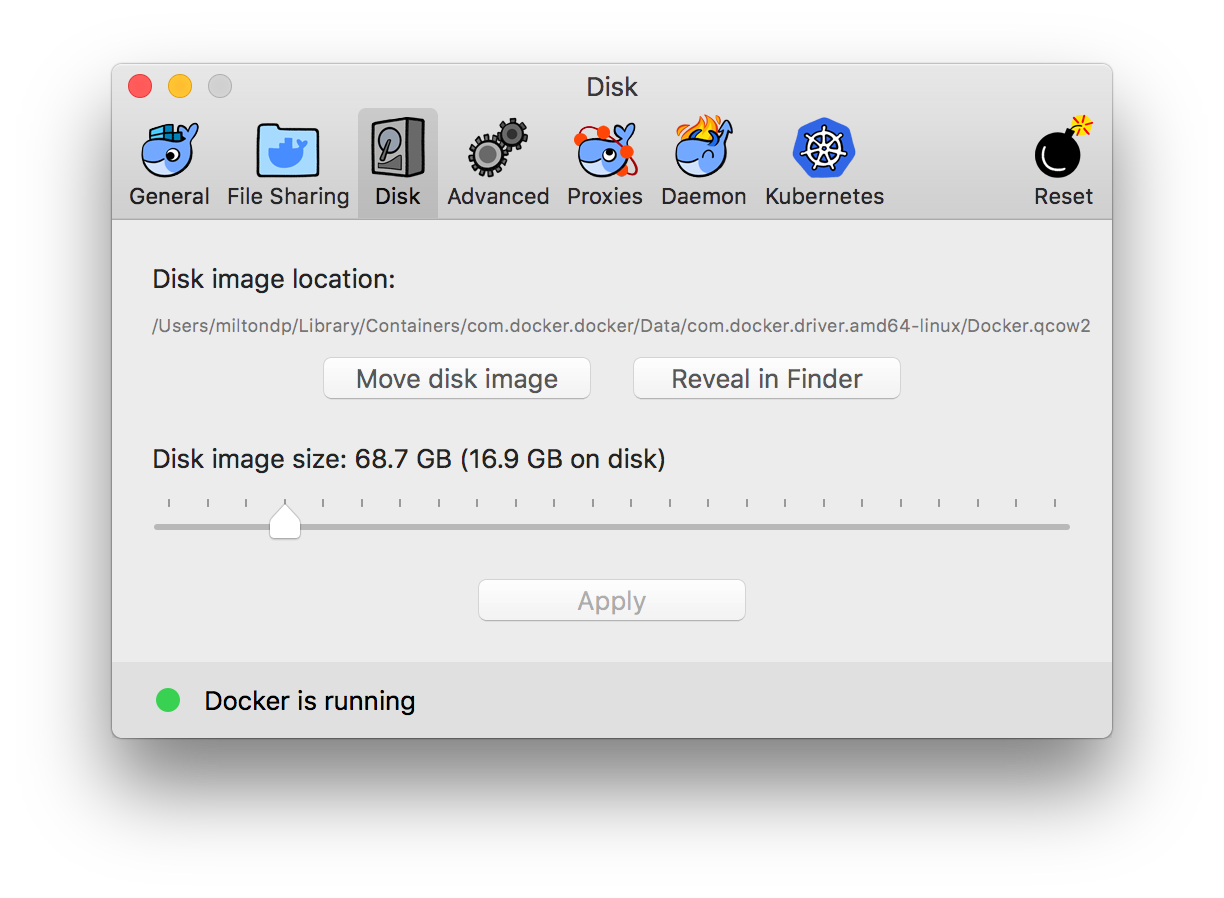 Disk
General File Sharing Disk Advanced Proxies Daemon Kubernetes Reset
Disk image location:
/Users/miltondp/Library/Containers/com.docker.docker/Data/com.docker.driver.amd64-linux/Docker.qcow2
Move disk image Reveal in Finder
Disk image size: 68.7 GB (16.9 GB on disk)
Apply
Docker is running